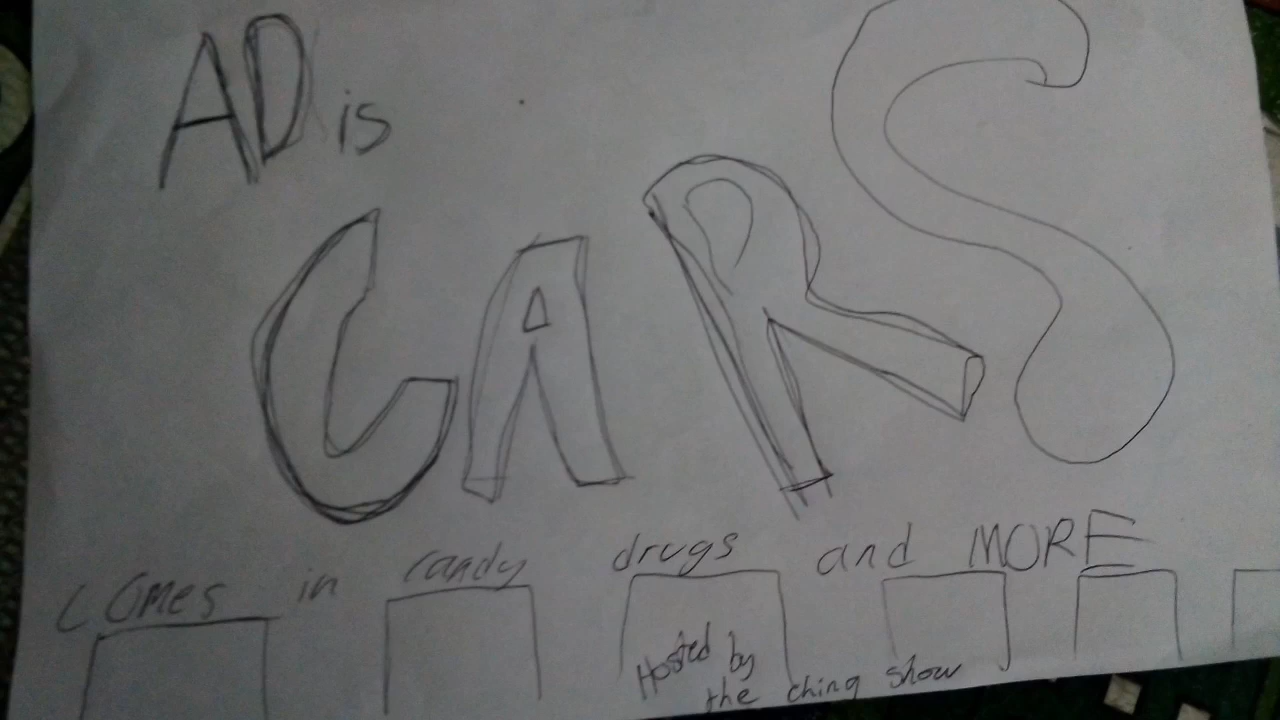 AD is
CARS
comes in candy drugs and MORE
Hosted by
the ching show